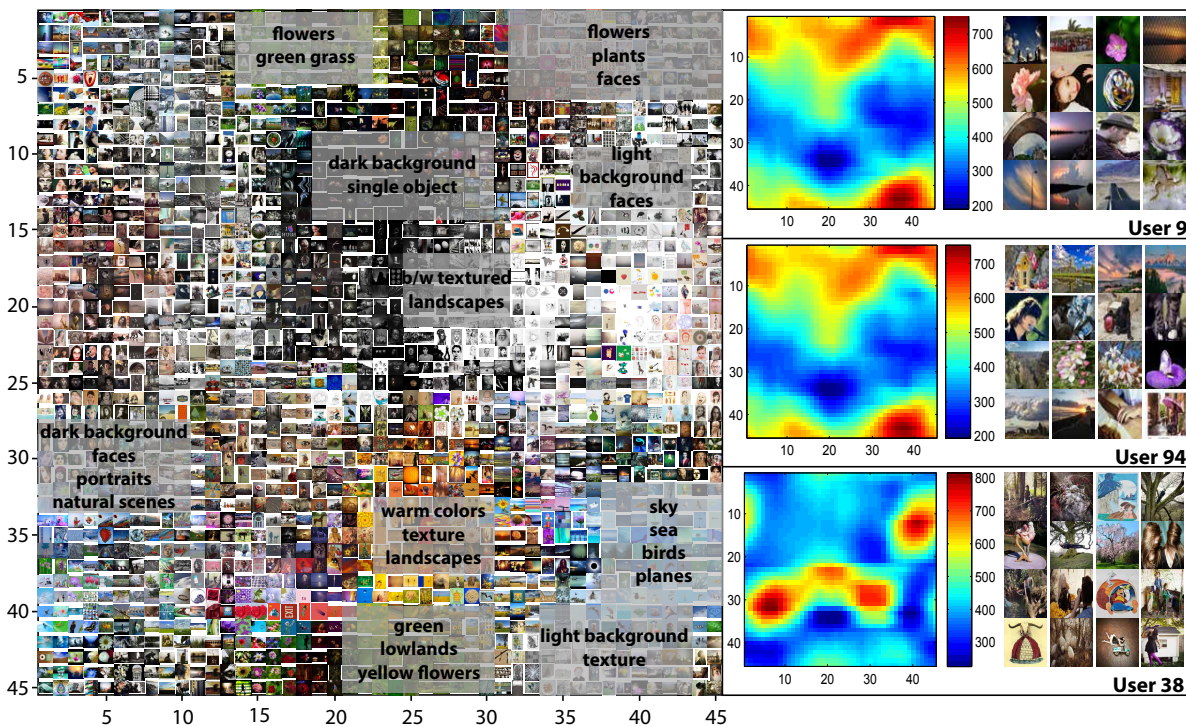 flowers
green grass
flowers
plants
faces
dark background
single object
light
background
faces
b/w textured
landscapes
dark background
faces
portraits
natural scenes
warm colors
texture
landscapes
sky
sea
birds
planes
green
lowlands
yellow flowers
light background
texture
EXIT
5
10
15
20
25
30
35
40
45
5 10 15 20 25 30 35 40 45
10
20
30
40
10 20 30 40
700
600
500
400
300
200
User 9
10
20
30
40
10 20 30 40
700
600
500
400
300
200
User 94
10
20
30
40
10 20 30 40
800
700
600
500
400
300
User 38